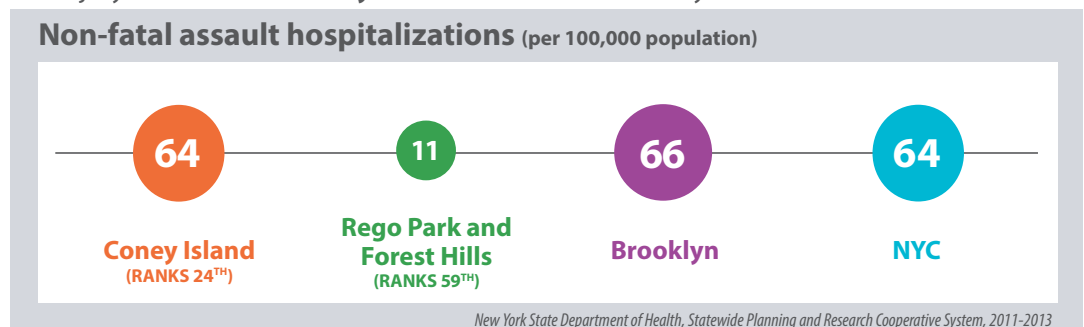 Non-fatal assault hospitalizations (per 100,000 population)
64
11
66
64
Coney Island
(RANKS 24TH)
Rego Park and
Forest Hills
(RANKS 59TH)
Brooklyn
NYC
New York State Department of Health, Statewide Planning and Research Cooperative System, 2011-2013